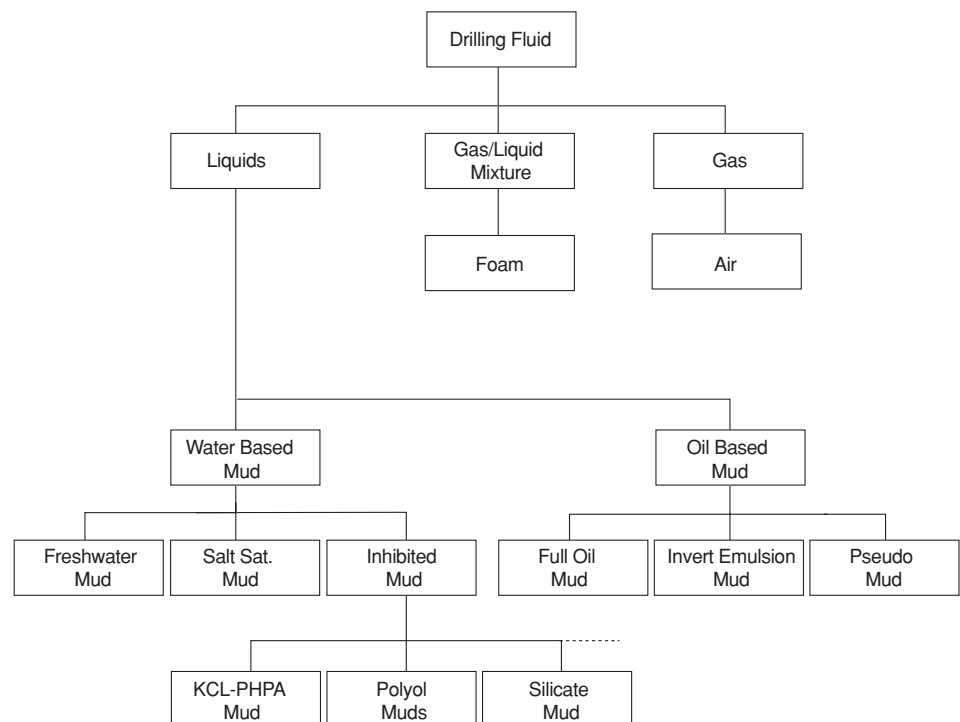 Drilling Fluid
Liquids
Gas/Liquid
Mixture
Gas
Foam
Air
Water Based
Mud
Oil Based
Mud
Freshwater
Mud
Salt Sat.
Mud
Inhibited
Mud
Full Oil
Mud
Invert Emulsion
Mud
Pseudo
Mud
KCL-PHPA
Mud
Polyol
Muds
Silicate
Mud